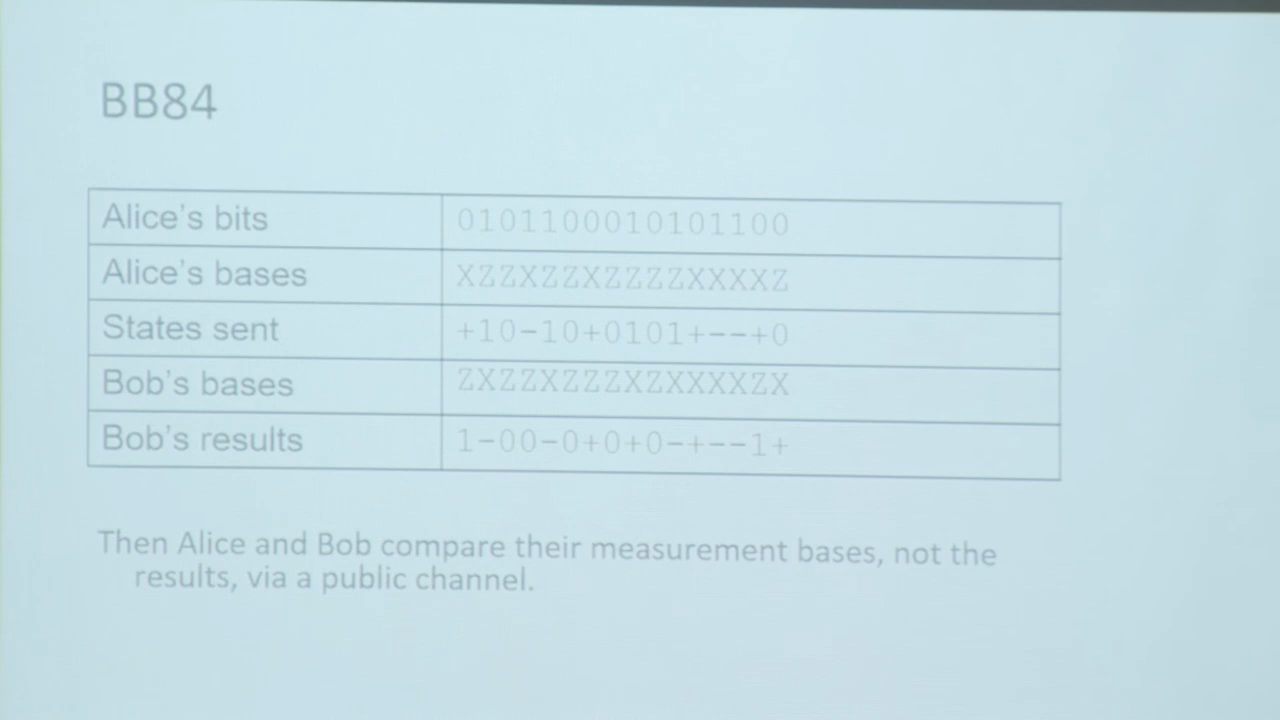 BB84
Alice's bits 0101100010101100
Alice's bases XZZXZZXZZZZXXXXZ
States sent +10-10+0101+--+0
Bob's bases ZXZZXZZZXZXXXXZX
Bob's results 1-00-0+0+0-+--1+
Then Alice and Bob compare their measurement bases, not the
results, via a public channel.